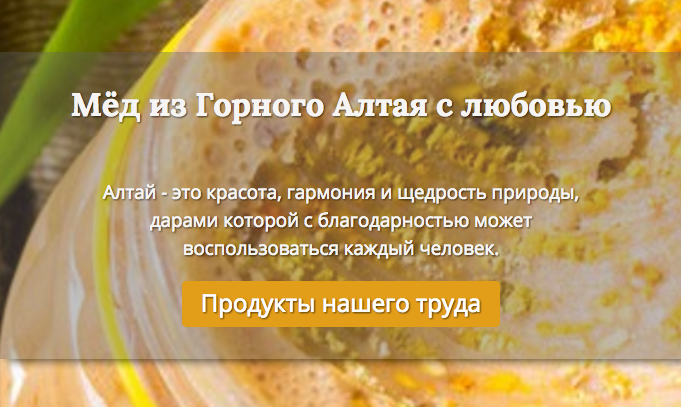 Мёд из Горного Алтая с любовью
Алтай - это красота, гармония и щедрость природы,
дарами которой с благодарностью может
воспользоваться каждый человек.
Продукты нашего труда